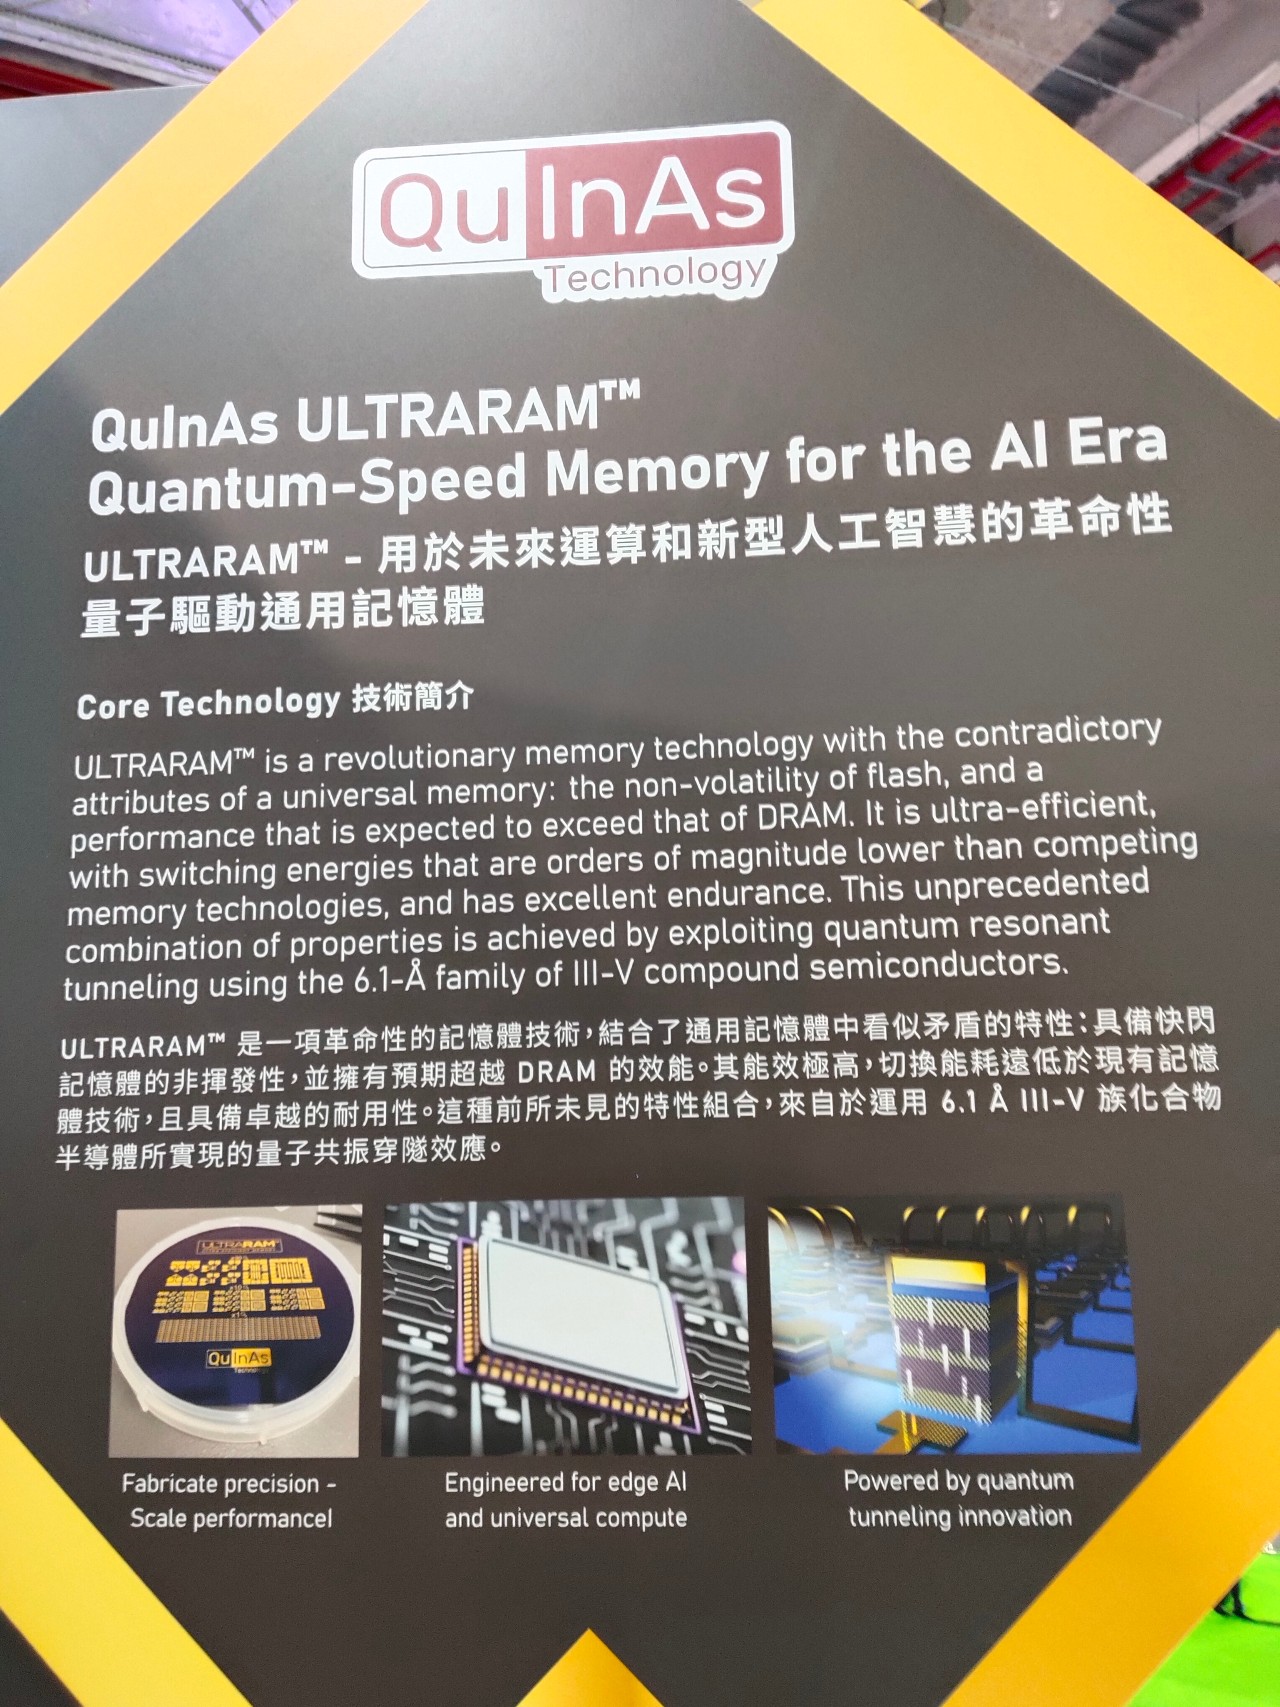 QuInAs
Technology
QuInAs ULTRARAM™
Quantum-Speed Memory for the AI Era
ULTRARAM™ - 用於未來運算和新型人工智慧的革命性
量子驅動通用記憶體
Core Technology 技術簡介
ULTRARAM™ is a revolutionary memory technology with the contradictory
attributes of a universal memory: the non-volatility of flash, and a
performance that is expected to exceed that of DRAM. It is ultra-efficient,
with switching energies that are orders of magnitude lower than competing
memory technologies, and has excellent endurance. This unprecedented
combination of properties is achieved by exploiting quantum resonant
tunneling using the 6.1-Å family of III-V compound semiconductors.
ULTRARAM™ 是一項革命性的記憶體技術，結合了通用記憶體中看似矛盾的特性：具備快閃
記憶體的非揮發性，並擁有預期超越 DRAM 的效能。其能效極高，切換能耗遠低於現有記憶
體技術，且具備卓越的耐用性。這種前所未見的特性組合，來自於運用 6.1 Å III-V 族化合物
半導體所實現的量子共振穿隧效應。
ULTRARAM™
QuInAs
Technology
Fabricate precision -
Scale performancel
Engineered for edge AI
and universal compute
Powered by quantum
tunneling innovation